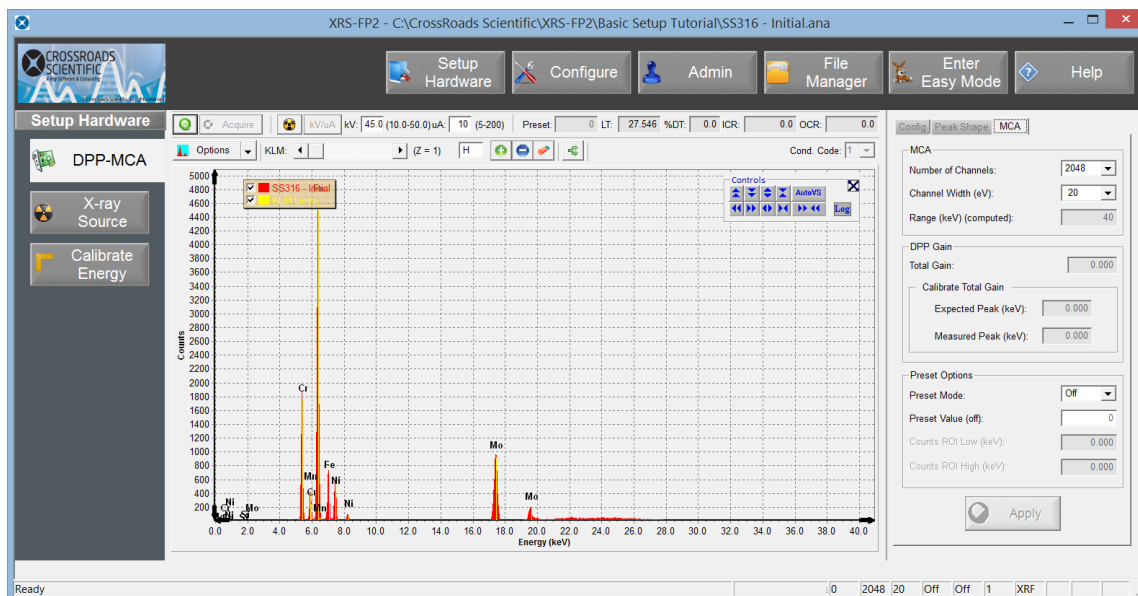 XRS-FP2 - C:\CrossRoads Scientific\XRS-FP2\Basic Setup Tutorial\SS316 - Initial.ana
CROSSROADS
SCIENTIFIC
Setup Hardware
Configure
Admin
File Manager
Enter Easy Mode
Help
Setup Hardware
DPP-MCA
X-ray Source
Calibrate Energy
Acquire
kV/uA
kV: 45.0 (10.0-50.0) uA: 10 (5-200)
Preset: 0 LT: 27.546 %DT: 0.0 ICR: 0.0 OCR: 0.0
Options
KLM:
(Z = 1)
H
Cond. Code: 1
SS316 - Initial
Controls
AutoVS
Log
5000
4800
4600
4400
4200
4000
3800
3600
3400
3200
3000
2800
2600
2400
2200
2000
1800
1600
1400
1200
1000
800
600
400
200
Counts
Cr
Mn
Cr
Mn
Fe
Ni
Ni
Mo
Mo
Ni
Mo
0.0 2.0 4.0 6.0 8.0 10.0 12.0 14.0 16.0 18.0 20.0 22.0 24.0 26.0 28.0 30.0 32.0 34.0 36.0 38.0 40.0
Energy (keV)
Config
Peak Shape
MCA
MCA
Number of Channels: 2048
Channel Width (eV): 20
Range (keV) (computed): 40
DPP Gain
Total Gain: 0.000
Calibrate Total Gain
Expected Peak (keV): 0.000
Measured Peak (keV): 0.000
Preset Options
Preset Mode: Off
Preset Value (off): 0
Counts ROI Low (keV): 0.000
Counts ROI High (keV): 0.000
Apply
Ready
:0 2048 20 Off Off 1 XRF